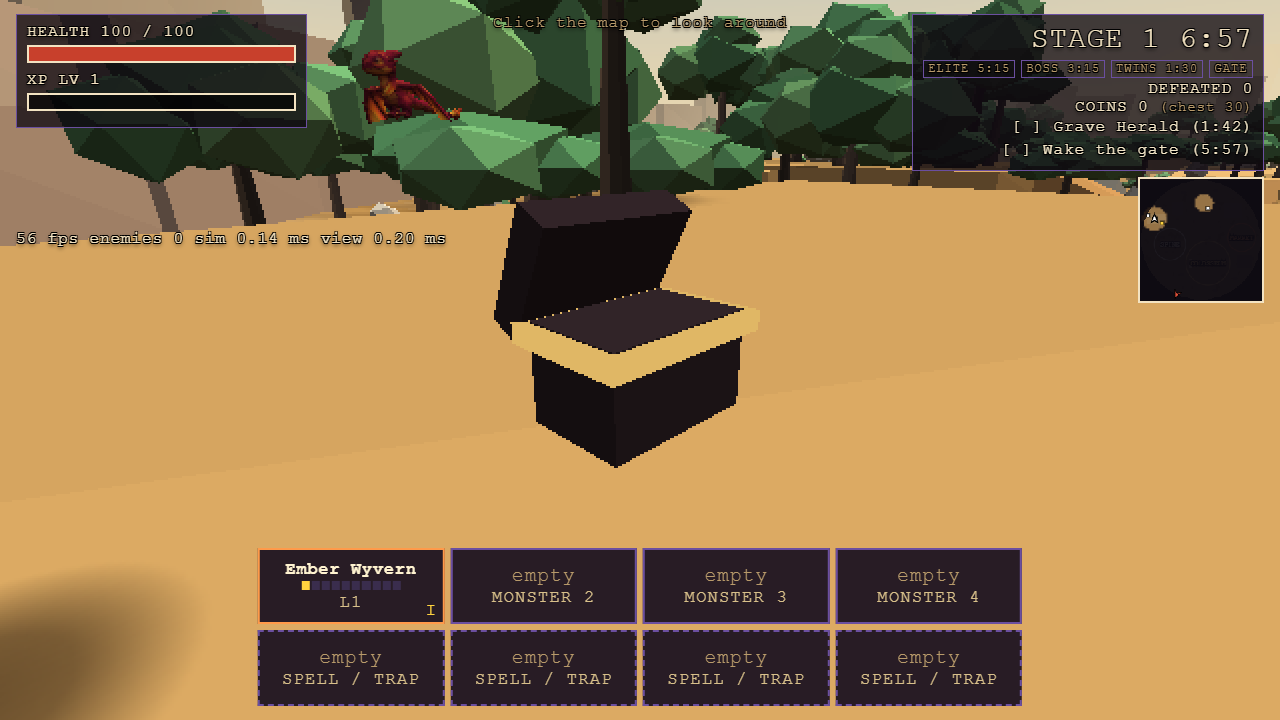 Click the map to look around
HEALTH 100 / 100
XP LV 1
STAGE 1 6:57
ELITE 5:15 BOSS 3:15 TWINS 1:30 GATE
DEFEATED 0
COINS 0 (chest 30)
[ ] Grave Herald (1:42)
[ ] Wake the gate (5:57)
56 fps enemies 0 sim 0.14 ms view 0.20 ms
Ember Wyvern
L1
I
empty
MONSTER 2
empty
MONSTER 3
empty
MONSTER 4
empty
SPELL / TRAP
empty
SPELL / TRAP
empty
SPELL / TRAP
empty
SPELL / TRAP